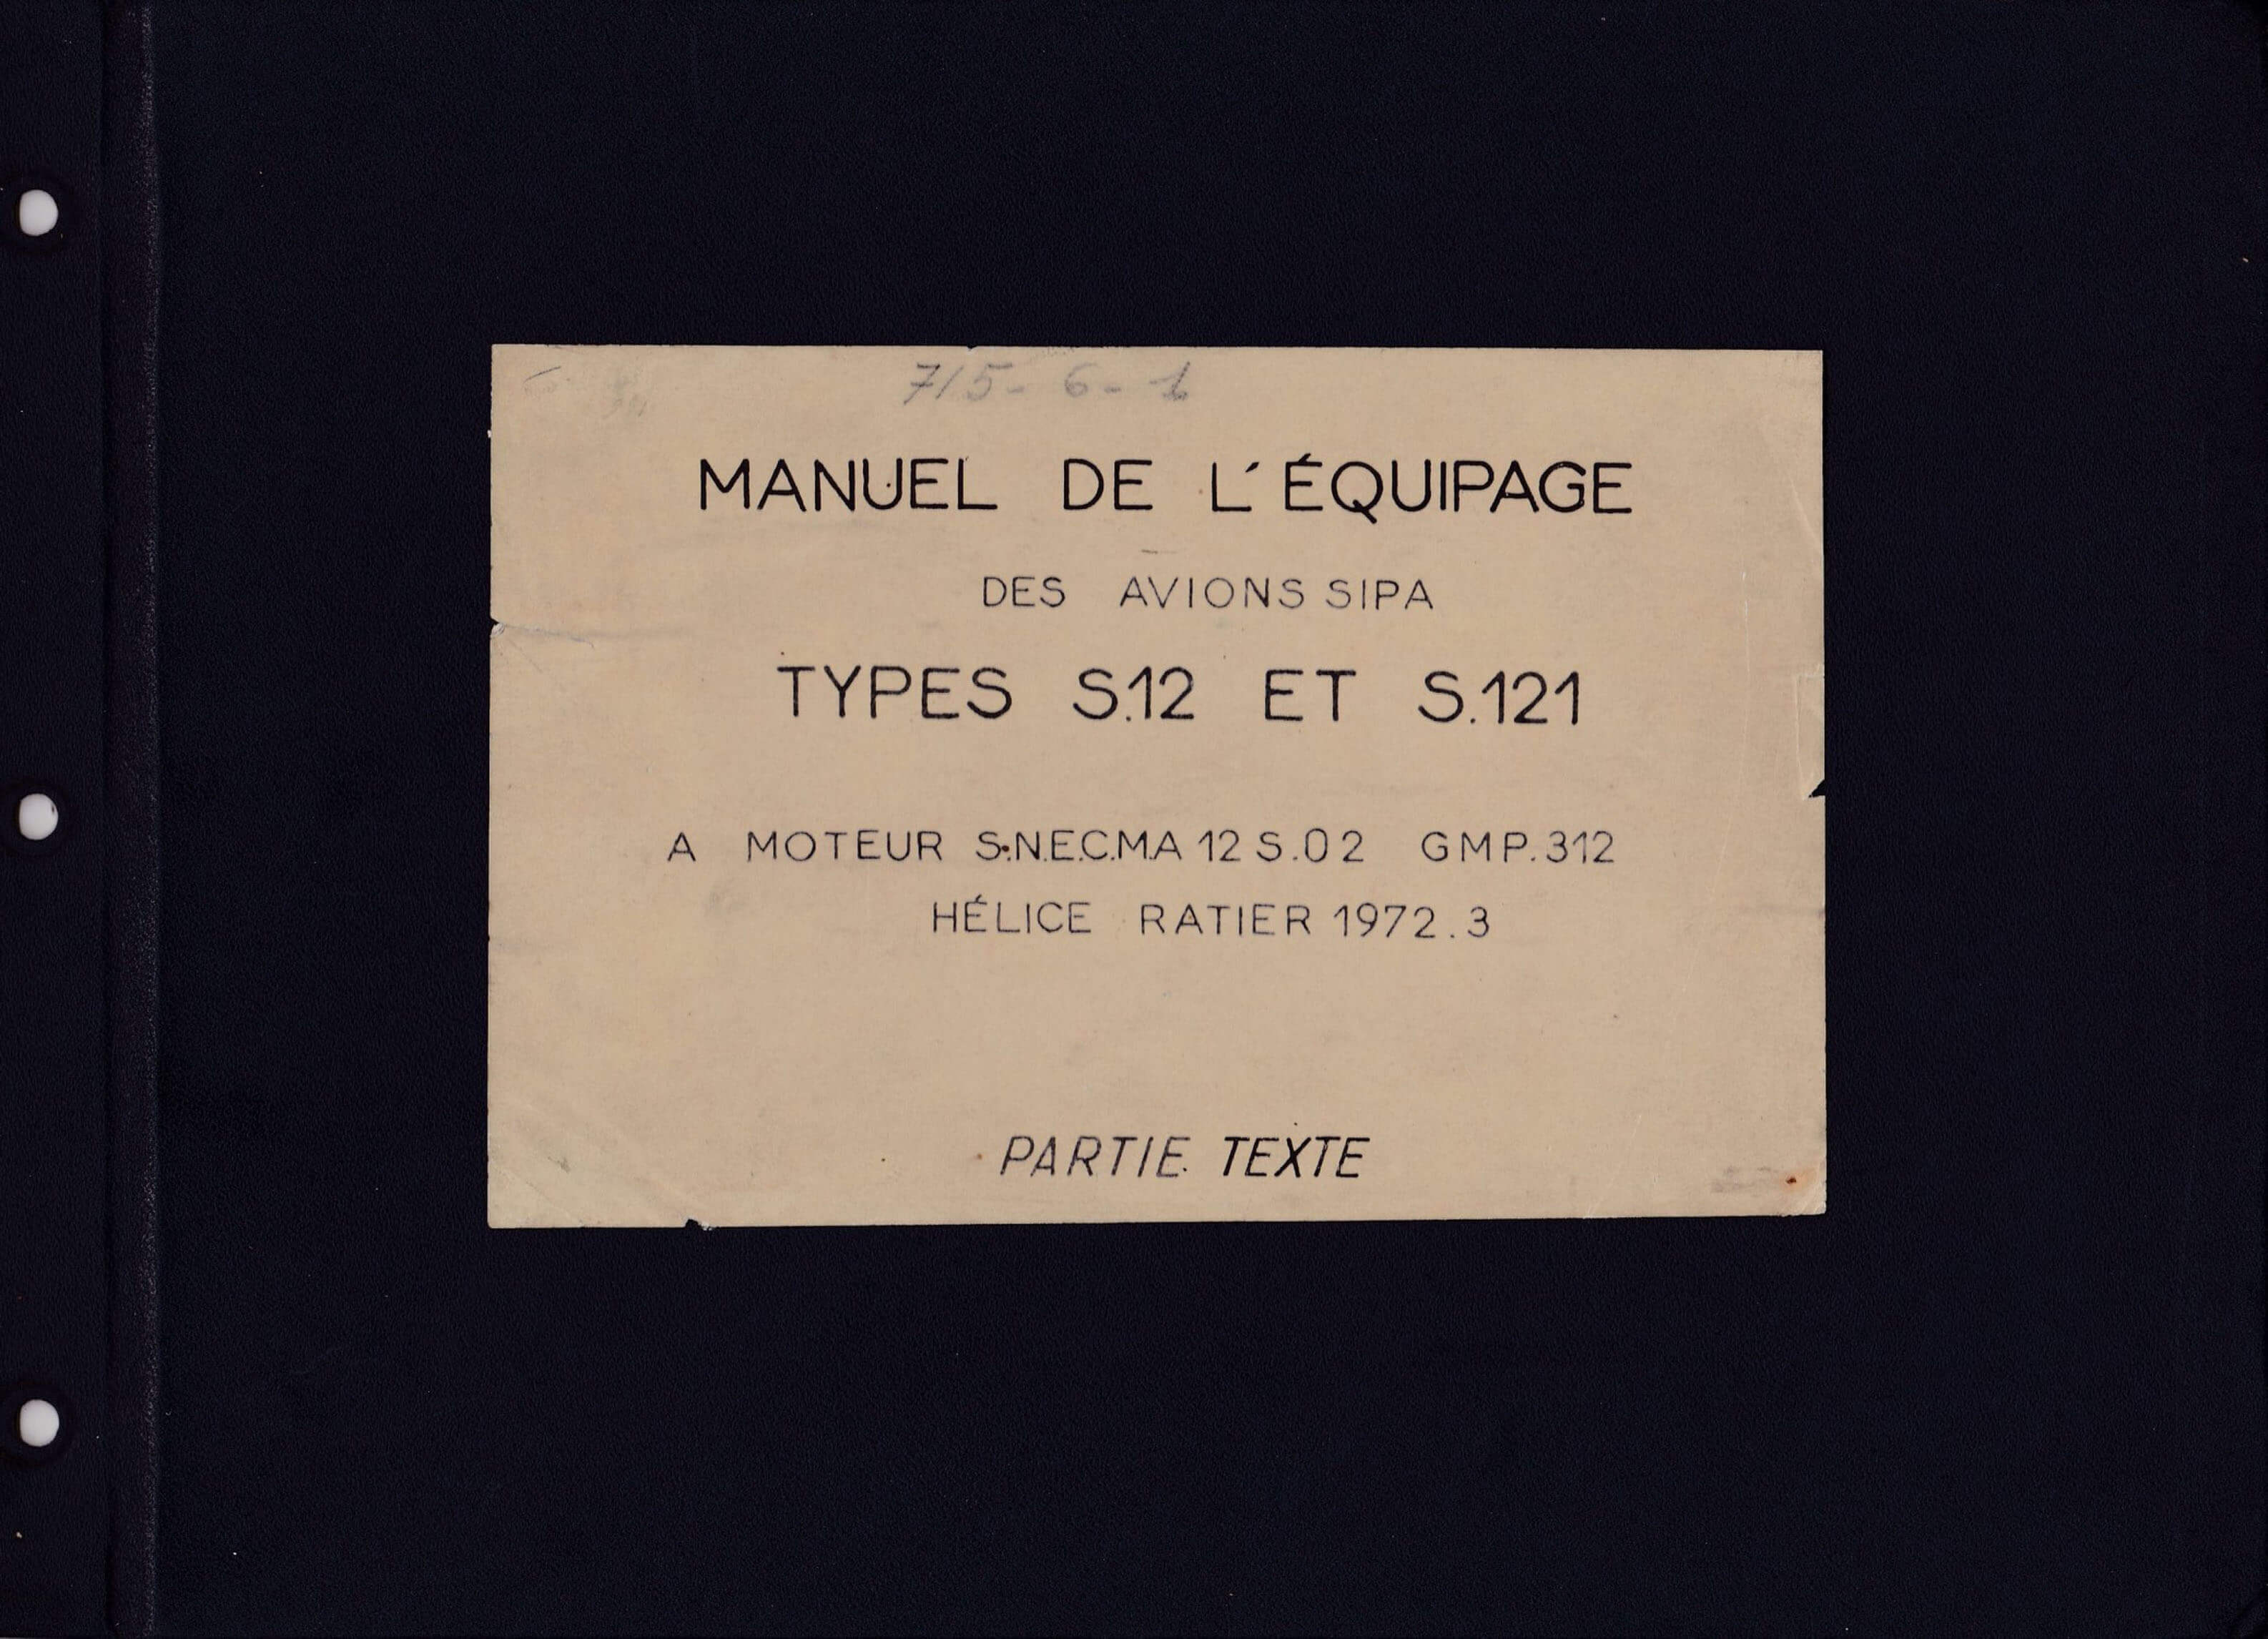 715- 6- 1
MANUEL DE L'ÉQUIPAGE
DES AVIONS SIPA
TYPES S.12 ET S.121
A MOTEUR S.N.E.C.M.A 12 S.02 GMP.312
HÉLICE RATIER 1972.3
PARTIE TEXTE